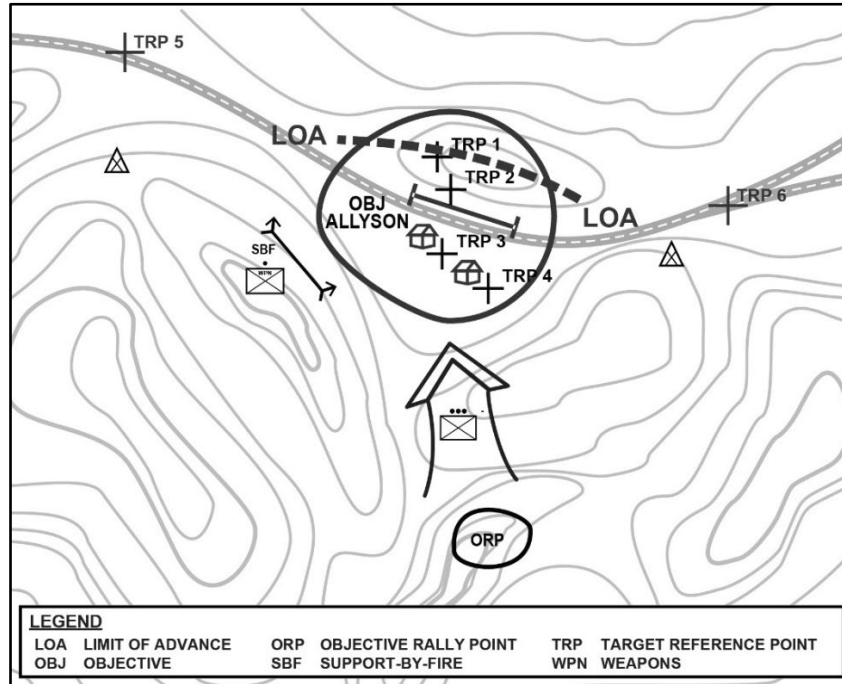 TRP 5
LOA
TRP 1
TRP 2
OBJ
ALLYSON
LOA
TRP 6
SBF
WPN
TRP 3
TRP 4
ORP
LEGEND
LOA LIMIT OF ADVANCE ORP OBJECTIVE RALLY POINT TRP TARGET REFERENCE POINT
OBJ OBJECTIVE SBF SUPPORT-BY-FIRE WPN WEAPONS